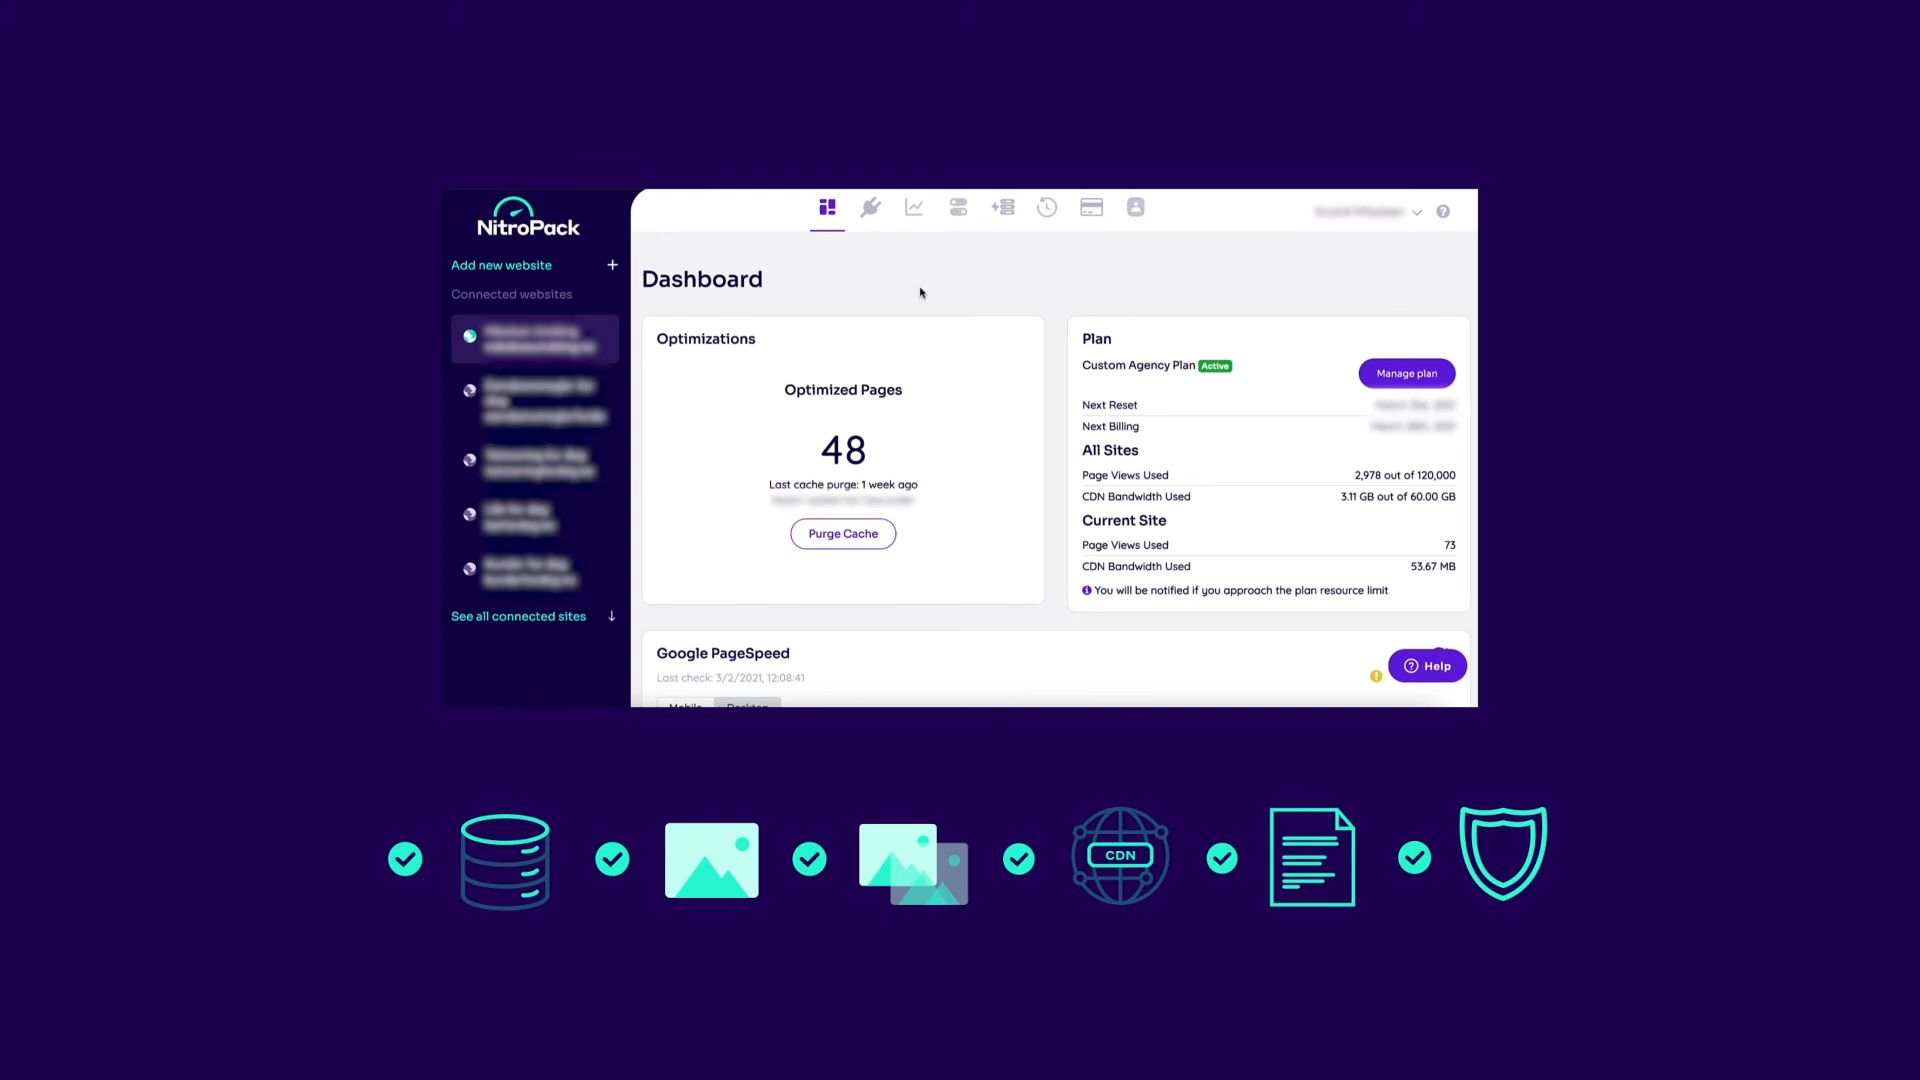 NitroPack
Add new website
Connected websites
See all connected sites
Dashboard
Optimizations
Optimized Pages
48
Last cache purge: 1 week ago
Purge Cache
Plan
Custom Agency Plan Active
Manage plan
Next Reset
Next Billing
All Sites
Page Views Used 2,978 out of 120,000
CDN Bandwidth Used 3.11 GB out of 60.00 GB
Current Site
Page Views Used 73
CDN Bandwidth Used 53.67 MB
You will be notified if you approach the plan resource limit
Google PageSpeed
Last check: 3/2/2021, 12:08:41
Mobile Desktop
Help
CDN